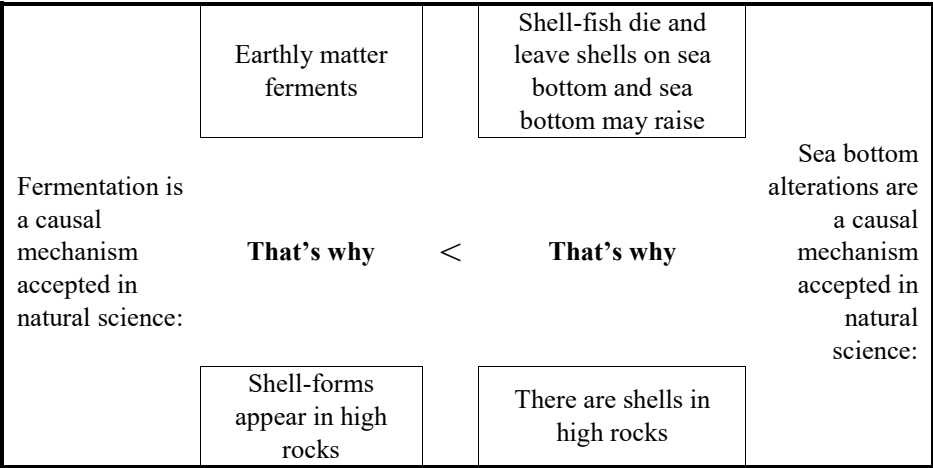 Earthly matter
ferments
Shell-fish die and
leave shells on sea
bottom and sea
bottom may raise
Fermentation is
a causal
mechanism
accepted in
natural science:
That’s why
<
That’s why
Sea bottom
alterations are
a causal
mechanism
accepted in
natural
science:
Shell-forms
appear in high
rocks
There are shells in
high rocks